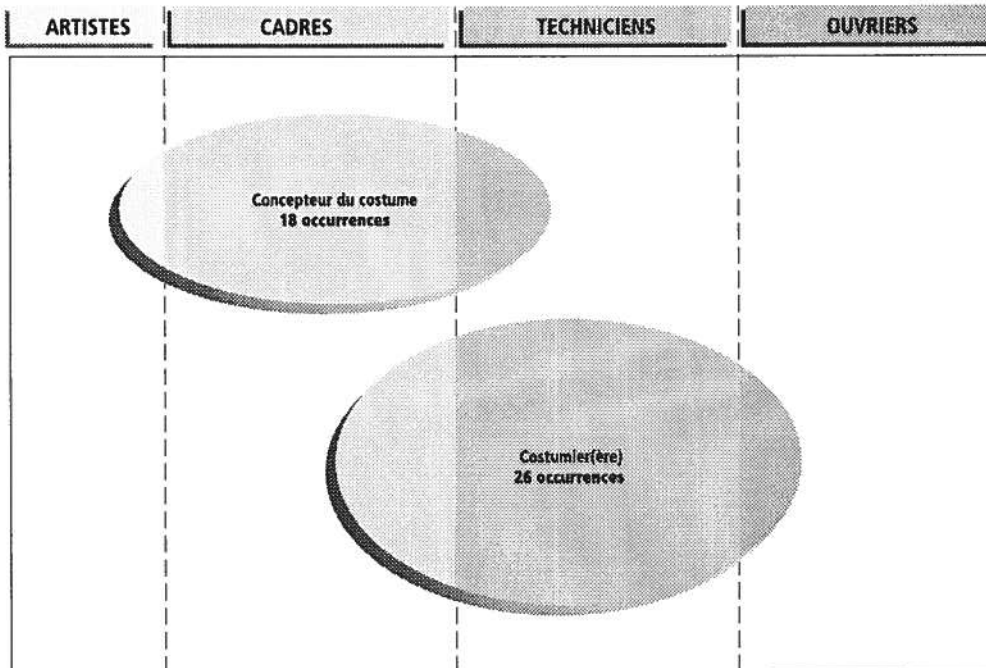 ARTISTES
CADRES
TECHNICIENS
OUVRIERS
Concepteur du costume
18 occurrences
Costumier(ère)
26 occurrences